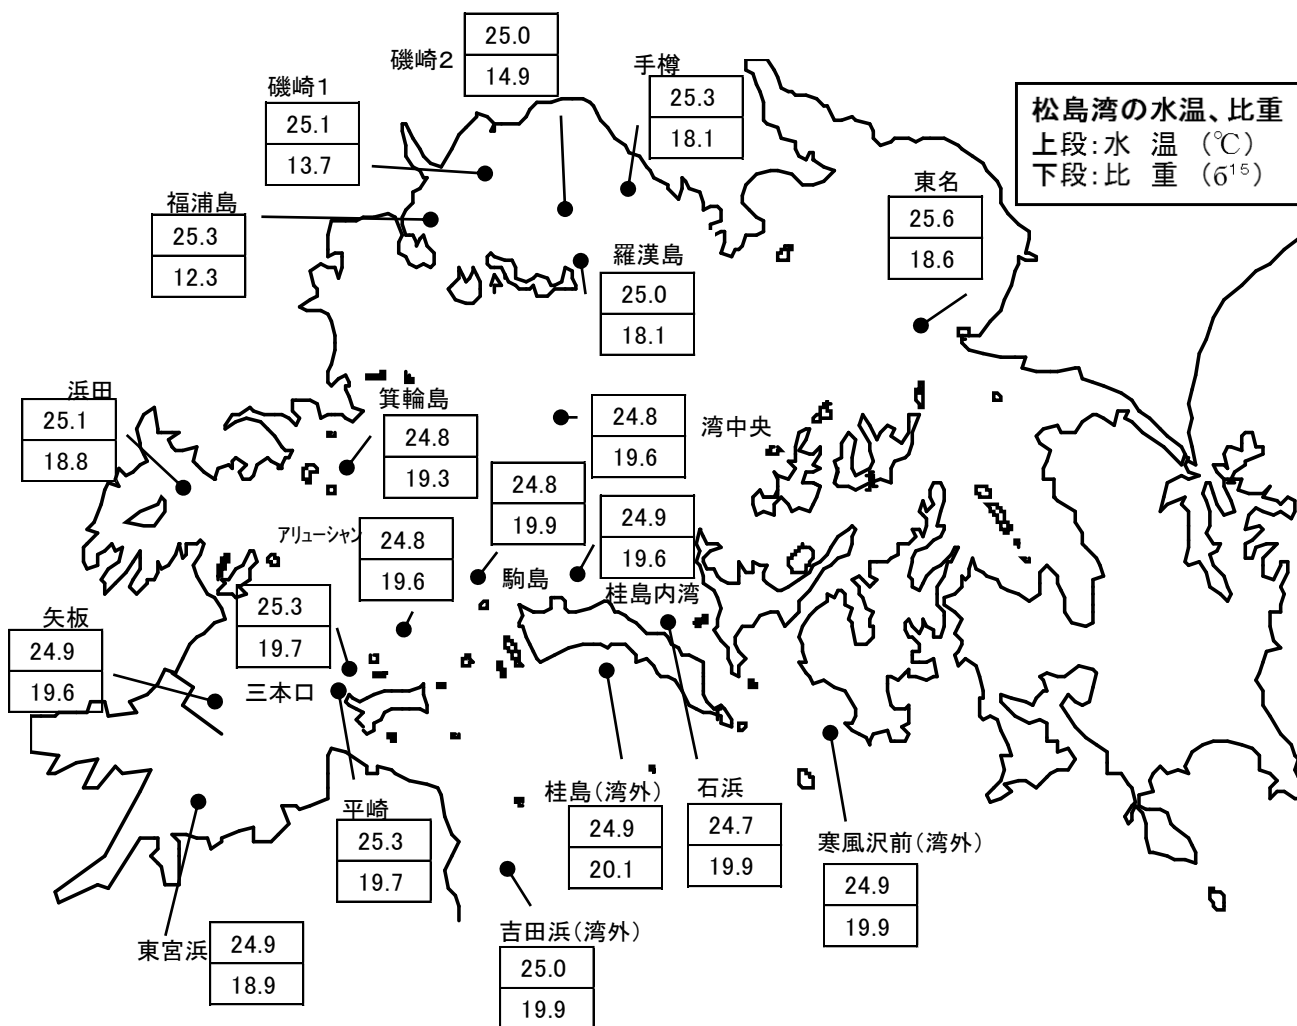 磯崎2
25.0
14.9
手樽
25.3
18.1
磯崎1
25.1
13.7
松島湾の水温、比重
上段:水 温 (℃)
下段:比 重 (δ¹⁵)
福浦島
25.3
12.3
東名
25.6
18.6
羅漢島
25.0
18.1
浜田
25.1
18.8
箕輪島
24.8
19.3
24.8
19.6
湾中央
24.8
19.9
駒島
24.9
19.6
桂島内湾
アリューシャン
24.8
19.6
25.3
19.7
三本口
矢板
24.9
19.6
平崎
25.3
19.7
桂島(湾外)
24.9
20.1
石浜
24.7
19.9
寒風沢前(湾外)
24.9
19.9
東宮浜
24.9
18.9
吉田浜(湾外)
25.0
19.9